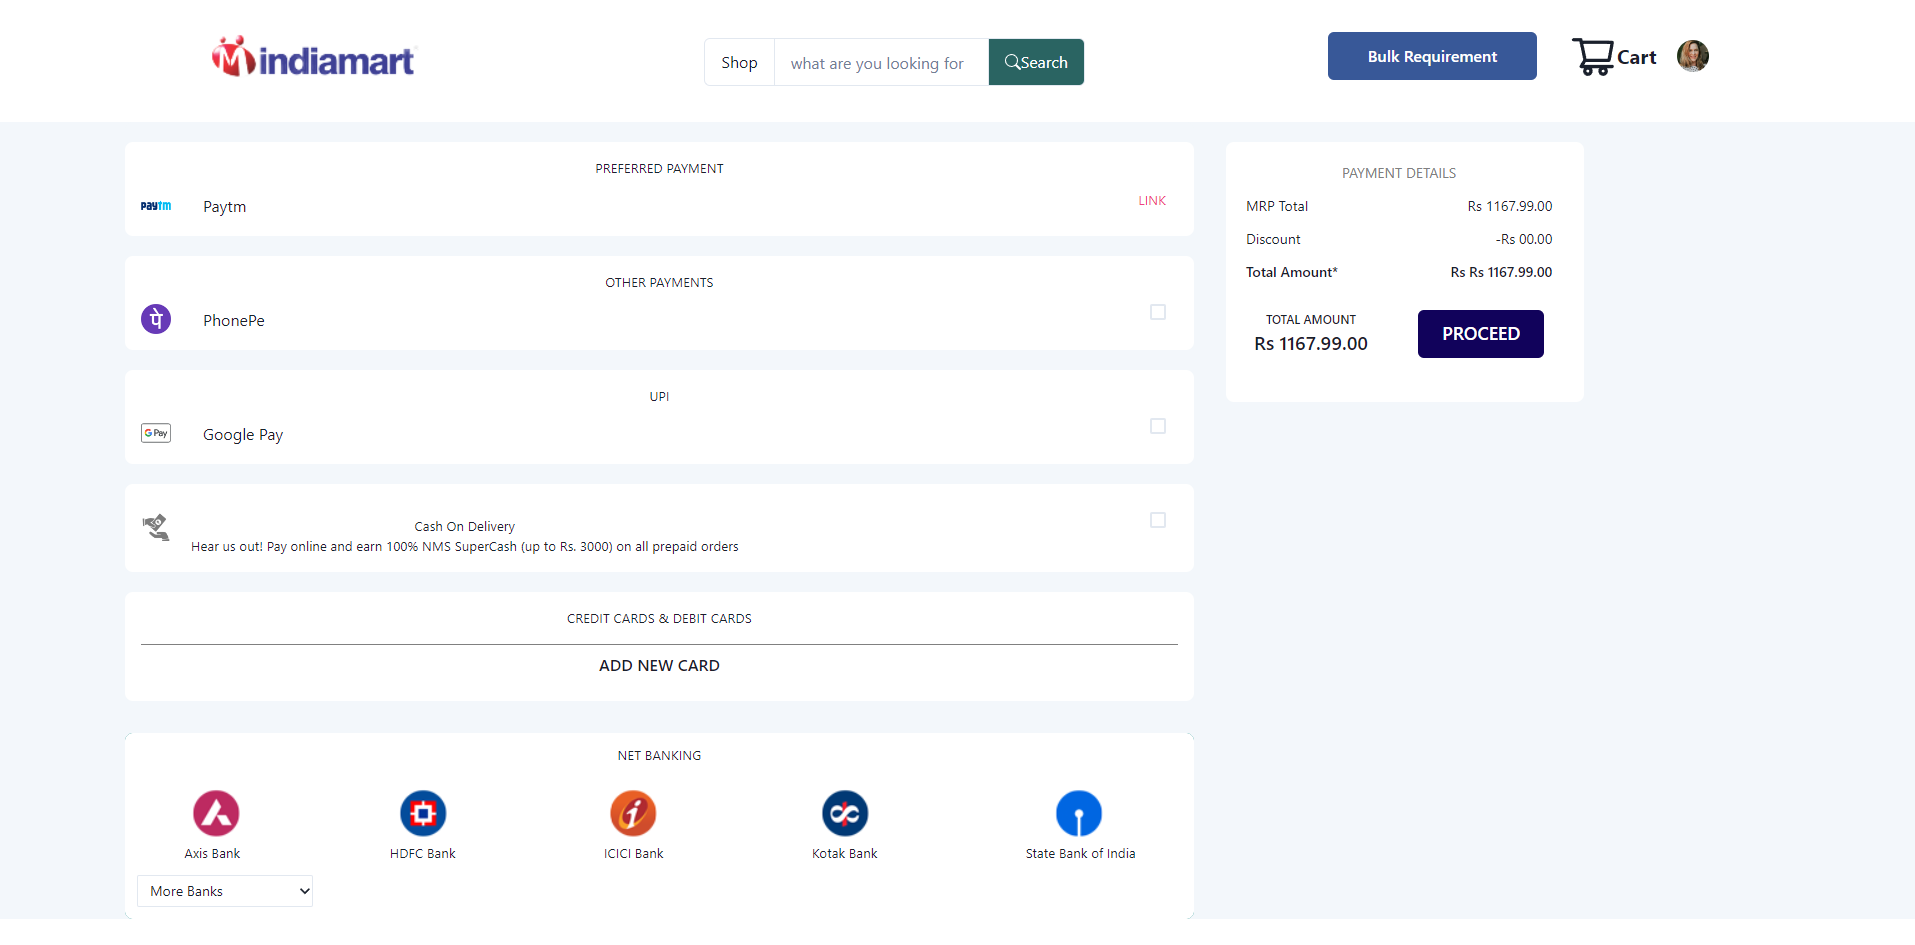 indiamart
Shop what are you looking for Search
Bulk Requirement
Cart
PREFERRED PAYMENT
paytm Paytm LINK
OTHER PAYMENTS
पे PhonePe
UPI
G Pay Google Pay
Cash On Delivery
Hear us out! Pay online and earn 100% NMS SuperCash (up to Rs. 3000) on all prepaid orders
CREDIT CARDS & DEBIT CARDS
ADD NEW CARD
NET BANKING
Axis Bank HDFC Bank ICICI Bank Kotak Bank State Bank of India
More Banks
PAYMENT DETAILS
MRP Total Rs 1167.99.00
Discount -Rs 00.00
Total Amount* Rs Rs 1167.99.00
TOTAL AMOUNT
Rs 1167.99.00
PROCEED